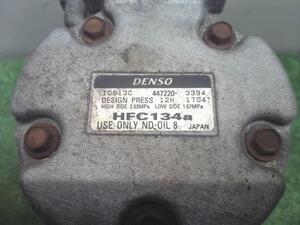 DENSO
10S13C 447220-3394
DESIGN PRESS 12H 1704
HIGH SIDE 3.53MPa LOW SIDE 1.67MPa
HFC134a
USE ONLY ND-OIL 8 JAPAN